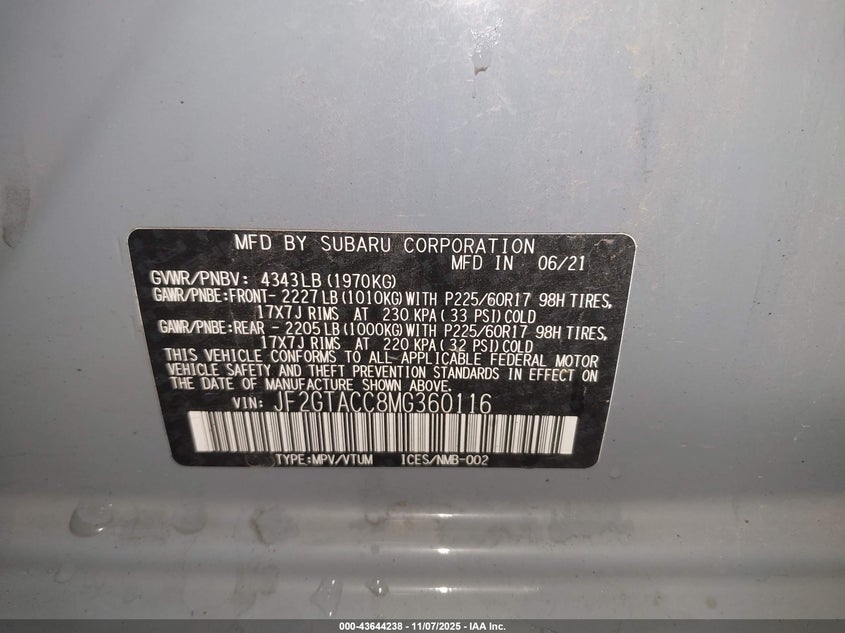 MFD BY SUBARU CORPORATION
MFD IN 06/21
GVWR/PNBV: 4343LB (1970KG)
GAWR/PNBE:FRONT- 2227LB (1010KG) WITH P225/60R17 98H TIRES,
17X7J RIMS AT 230 KPA (33 PSI) COLD
GAWR/PNBE:REAR - 2205LB (1000KG) WITH P225/60R17 98H TIRES,
17X7J RIMS AT 220 KPA (32 PSI) COLD
THIS VEHICLE CONFORMS TO ALL APPLICABLE FEDERAL MOTOR
VEHICLE SAFETY AND THEFT PREVENTION STANDARDS IN EFFECT ON
THE DATE OF MANUFACTURE SHOWN ABOVE.
VIN: JF2GTACC8MG360116
TYPE:MPV/VTUM ICES/NMB-002
000-43644238 - 11/07/2025 - IAA Inc.